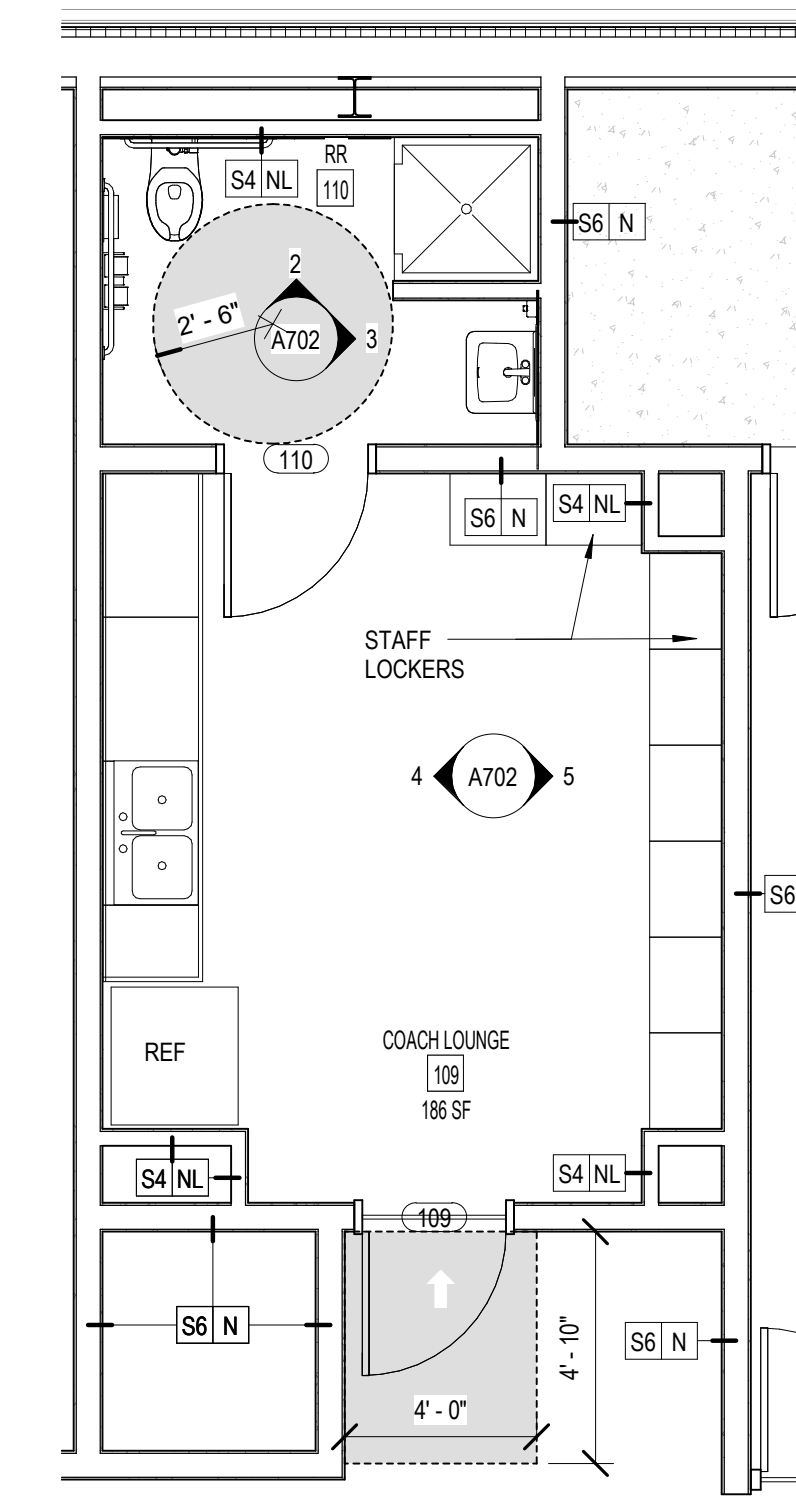 RR
S4 NL
110
S6 N
2
2' - 6"
A702
3
110
S6 N
S4 NL
STAFF
LOCKERS
4
A702
5
S6
COACH LOUNGE
109
186 SF
REF
S4 NL
S4 NL
109
S6 N
4' - 10"
S6 N
4' - 0"